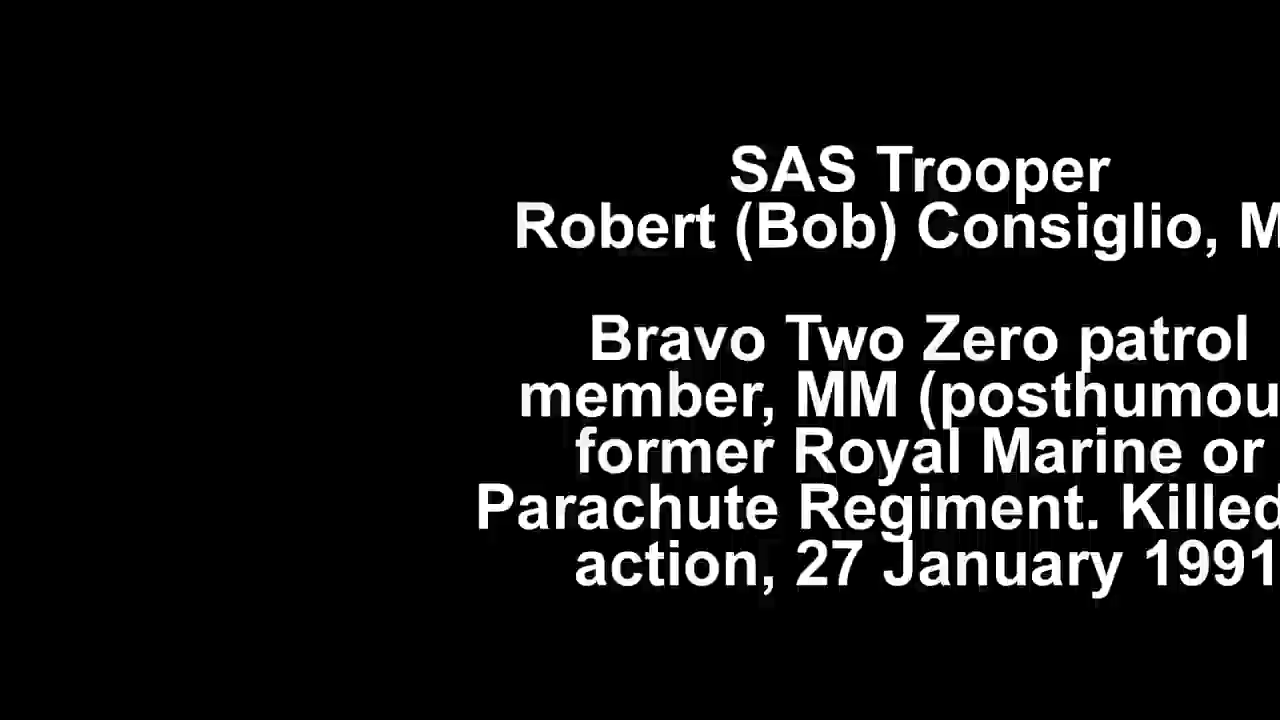 SAS Trooper
Robert (Bob) Consiglio, M
Bravo Two Zero patrol
member, MM (posthumou
former Royal Marine or
Parachute Regiment. Killed
action, 27 January 1991